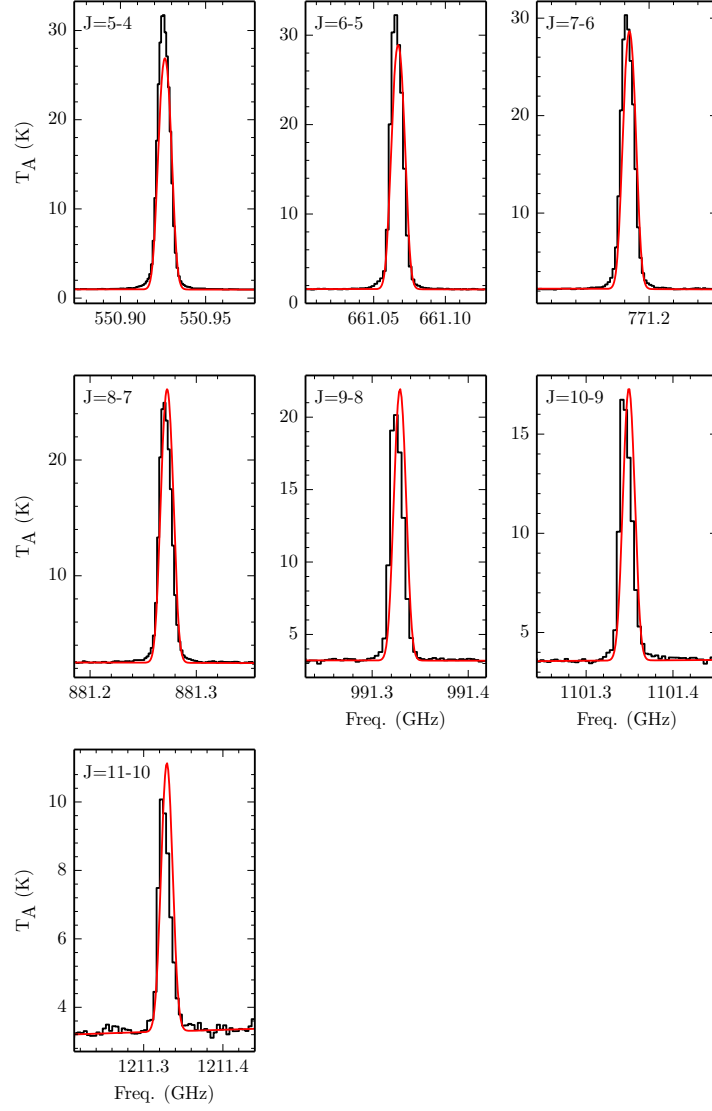 J=5-4
J=6-5
J=7-6
30
20
10
0
T_A (K)
30
20
10
0
30
20
10
550.90 550.95
661.05 661.10
771.2
J=8-7
J=9-8
J=10-9
20
10
T_A (K)
20
15
10
5
15
10
5
881.2 881.3
991.3 991.4
1101.3 1101.4
Freq. (GHz)
Freq. (GHz)
J=11-10
10
8
6
4
T_A (K)
1211.3 1211.4
Freq. (GHz)